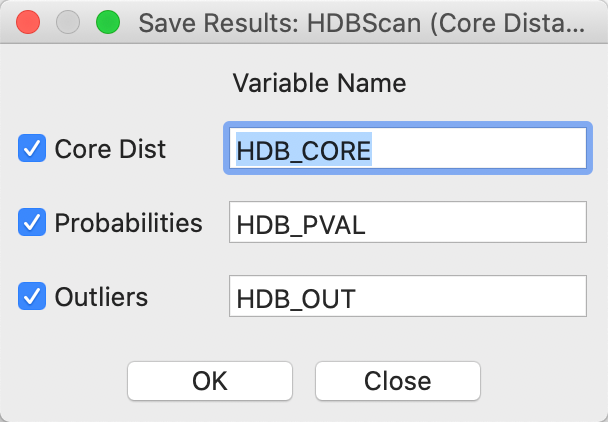 Save Results: HDBScan (Core Dista...
Variable Name
Core Dist HDB_CORE
Probabilities HDB_PVAL
Outliers HDB_OUT
OK Close